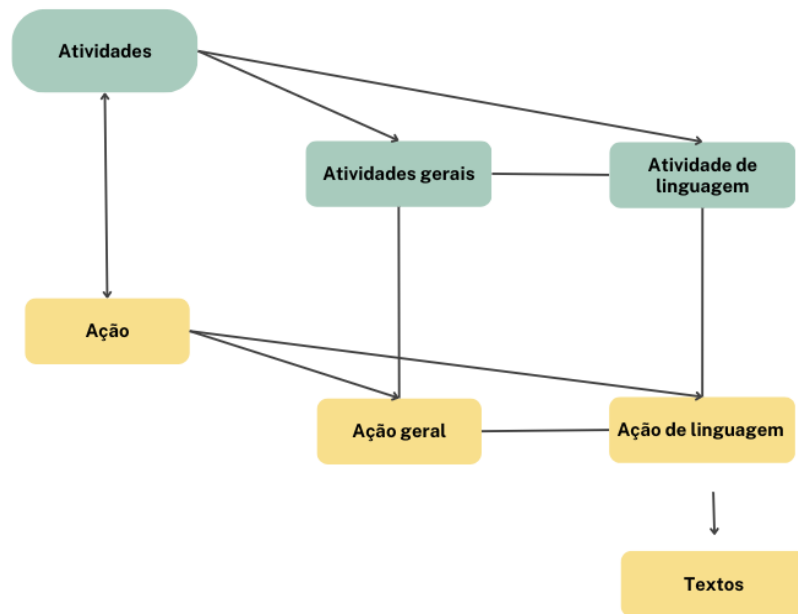 Atividades
Atividades gerais
Atividade de
linguagem
Ação
Ação geral
Ação de linguagem
Textos